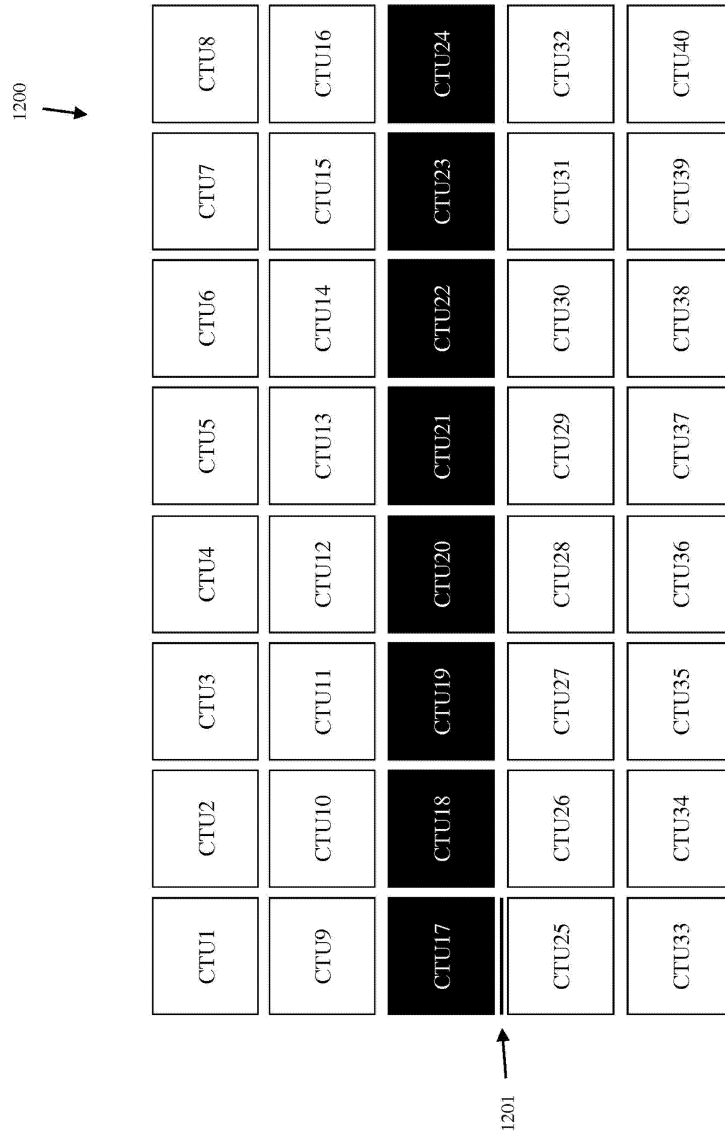 1200
CTU1 CTU2 CTU3 CTU4 CTU5 CTU6 CTU7 CTU8
CTU9 CTU10 CTU11 CTU12 CTU13 CTU14 CTU15 CTU16
CTU17 CTU18 CTU19 CTU20 CTU21 CTU22 CTU23 CTU24
1201
CTU25 CTU26 CTU27 CTU28 CTU29 CTU30 CTU31 CTU32
CTU33 CTU34 CTU35 CTU36 CTU37 CTU38 CTU39 CTU40